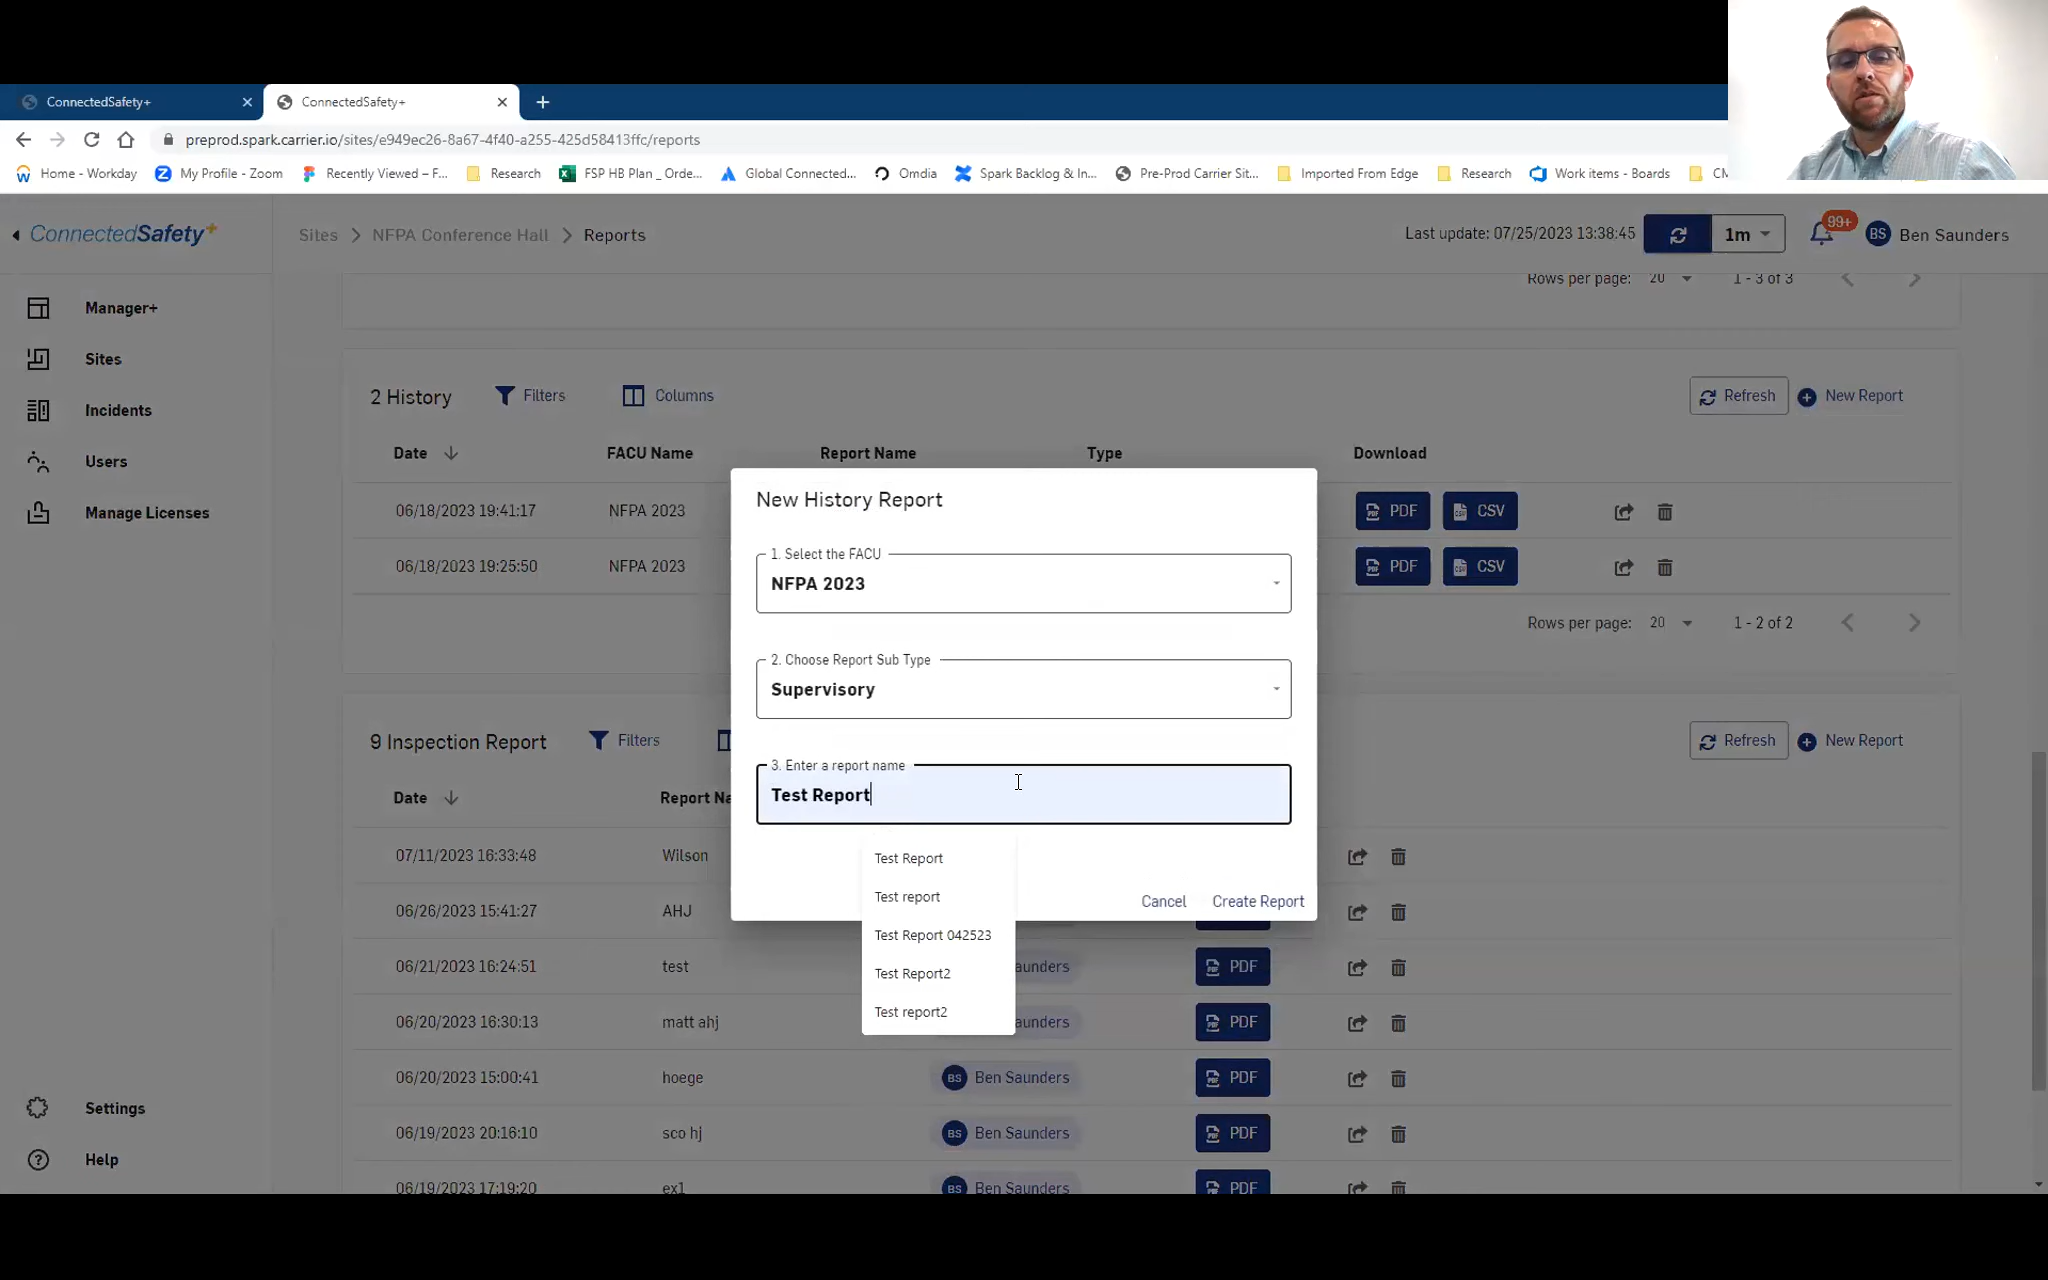 ConnectedSafety+
ConnectedSafety+
preprod.spark.carrier.io/sites/e949ec26-8a67-4f40-a255-425d58413ffc/reports
Home - Workday
My Profile - Zoom
Recently Viewed – F...
Research
FSP HB Plan _ Orde...
Global Connected...
Omdia
Spark Backlog & In...
Pre-Prod Carrier Sit...
Imported From Edge
Research
Work items - Boards
CM
ConnectedSafety+
Sites > NFPA Conference Hall > Reports
Last update: 07/25/2023 13:38:45
1m
99+
BS Ben Saunders
Manager+
Sites
Incidents
Users
Manage Licenses
Settings
Help
Rows per page: 20 1 - 3 of 3
2 History Filters Columns Refresh New Report
Date FACU Name Report Name Type Download
06/18/2023 19:41:17 NFPA 2023 PDF CSV
06/18/2023 19:25:50 NFPA 2023 PDF CSV
Rows per page: 20 1 - 2 of 2
New History Report
1. Select the FACU
NFPA 2023
2. Choose Report Sub Type
Supervisory
3. Enter a report name
Test Report
Test Report
Test report
Test Report 042523
Test Report2
Test report2
Cancel Create Report
9 Inspection Report Filters Refresh New Report
Date Report Na
07/11/2023 16:33:48 Wilson
06/26/2023 15:41:27 AHJ
06/21/2023 16:24:51 test aunders PDF
06/20/2023 16:30:13 matt ahj aunders PDF
06/20/2023 15:00:41 hoege BS Ben Saunders PDF
06/19/2023 20:16:10 sco hj BS Ben Saunders PDF
06/19/2023 17:19:20 ex1 BS Ben Saunders PDF